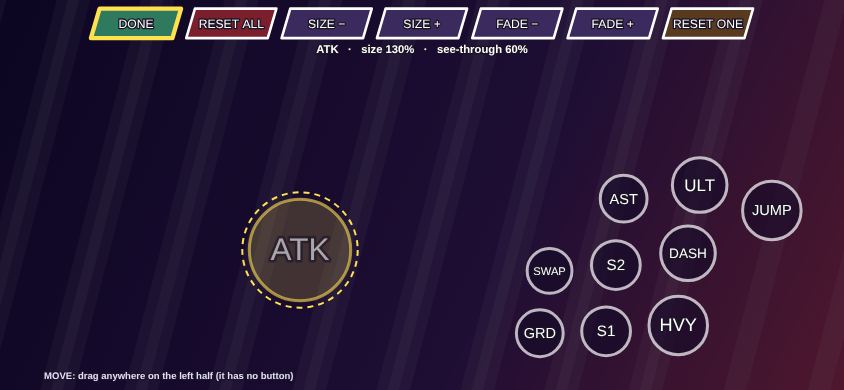 DONE RESET ALL SIZE − SIZE + FADE − FADE + RESET ONE
ATK · size 130% · see-through 60%
AST ULT JUMP
ATK SWAP S2 DASH
GRD S1 HVY
MOVE: drag anywhere on the left half (it has no button)